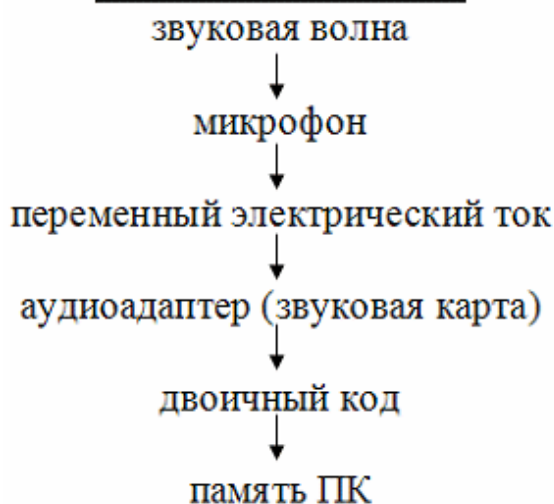 звуковая волна
микрофон
переменный электрический ток
аудиоадаптер (звуковая карта)
двоичный код
память ПК